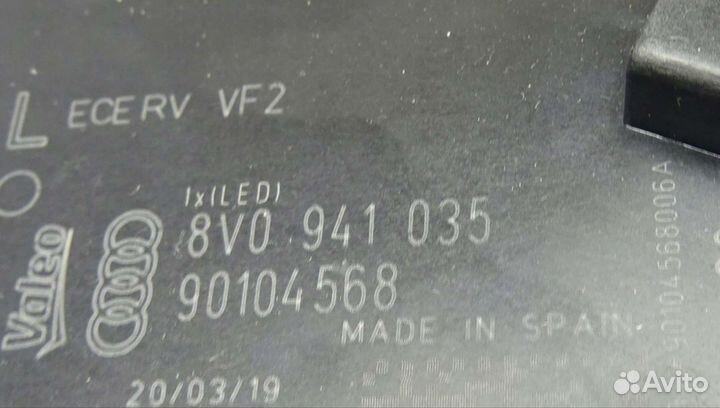 L ECE RV VF2
1x(LED)
8V0 941 035
Valeo
90104568
MADE IN SPAIN
20/03/19
90104568006A
Avito